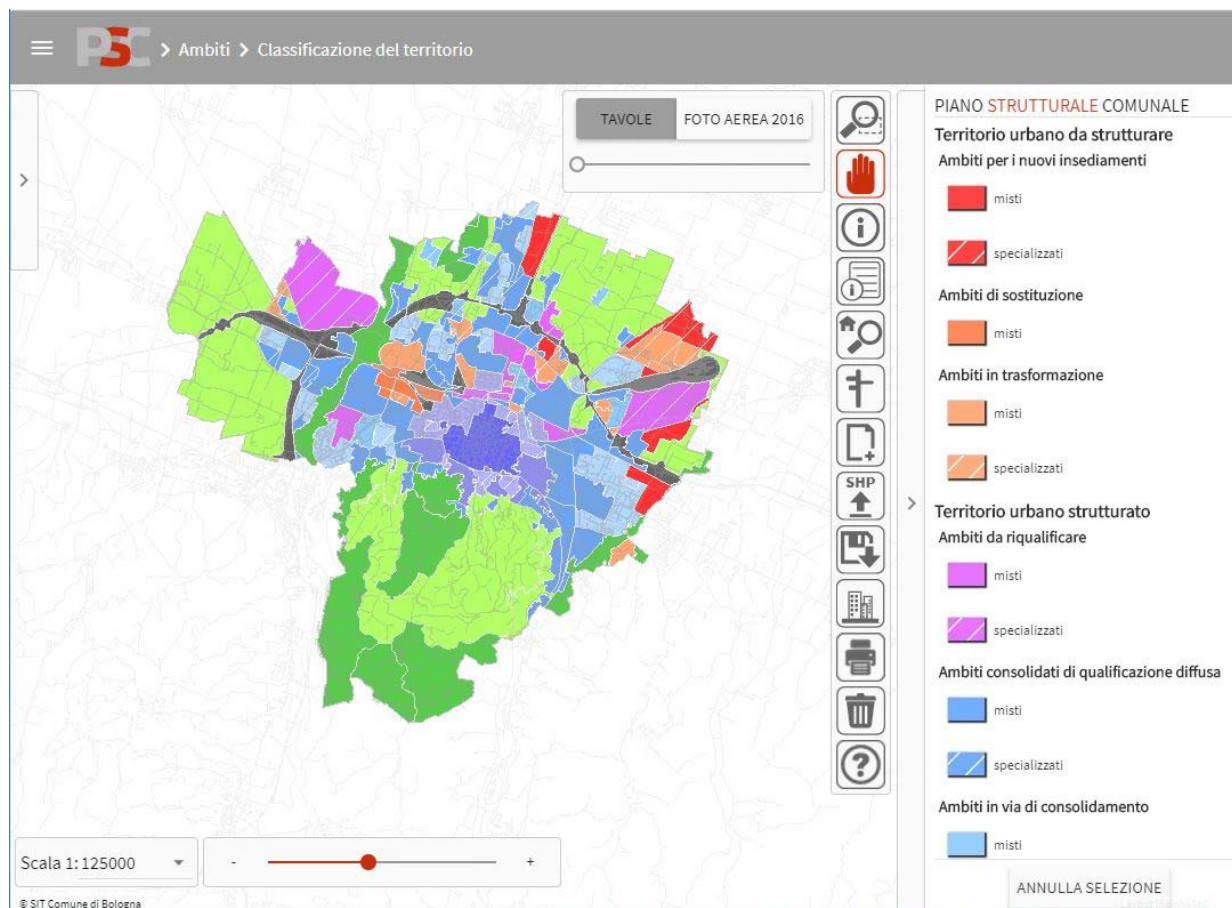 PSC > Ambiti > Classificazione del territorio
TAVOLE FOTO AEREA 2016
SHP
PIANO STRUTTURALE COMUNALE
Territorio urbano da strutturare
Ambiti per i nuovi insediamenti
misti
specializzati
Ambiti di sostituzione
misti
Ambiti in trasformazione
misti
specializzati
Territorio urbano strutturato
Ambiti da riqualificare
misti
specializzati
Ambiti consolidati di qualificazione diffusa
misti
specializzati
Ambiti in via di consolidamento
misti
ANNULLA SELEZIONE
Scala 1: 125000
- +
© SIT Comune di Bologna